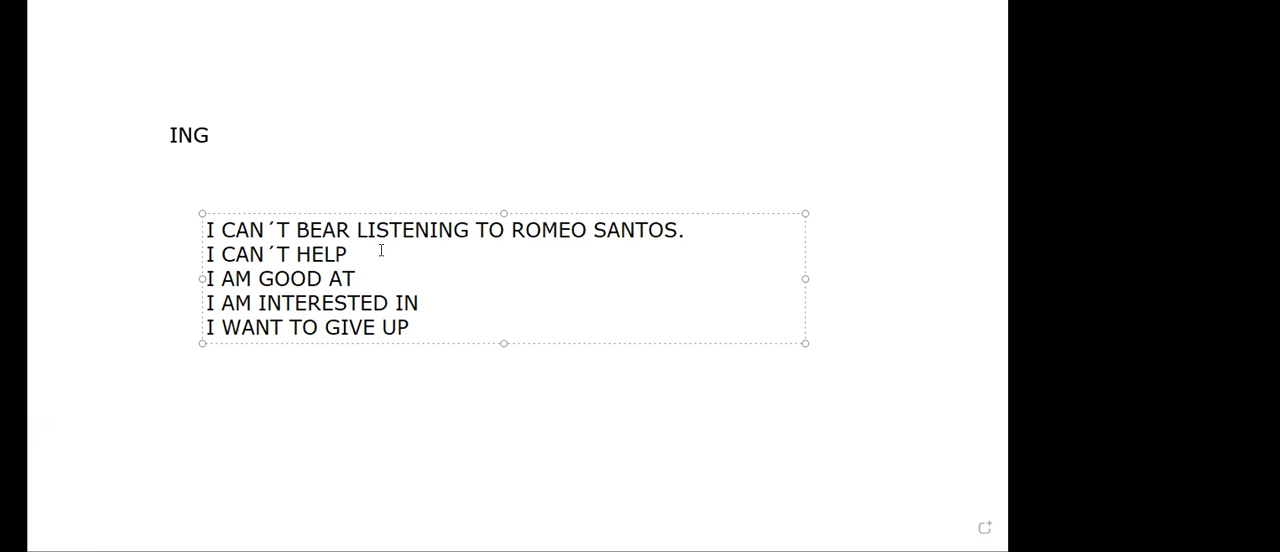 ING
I CAN´T BEAR LISTENING TO ROMEO SANTOS.
I CAN´T HELP
I AM GOOD AT
I AM INTERESTED IN
I WANT TO GIVE UP